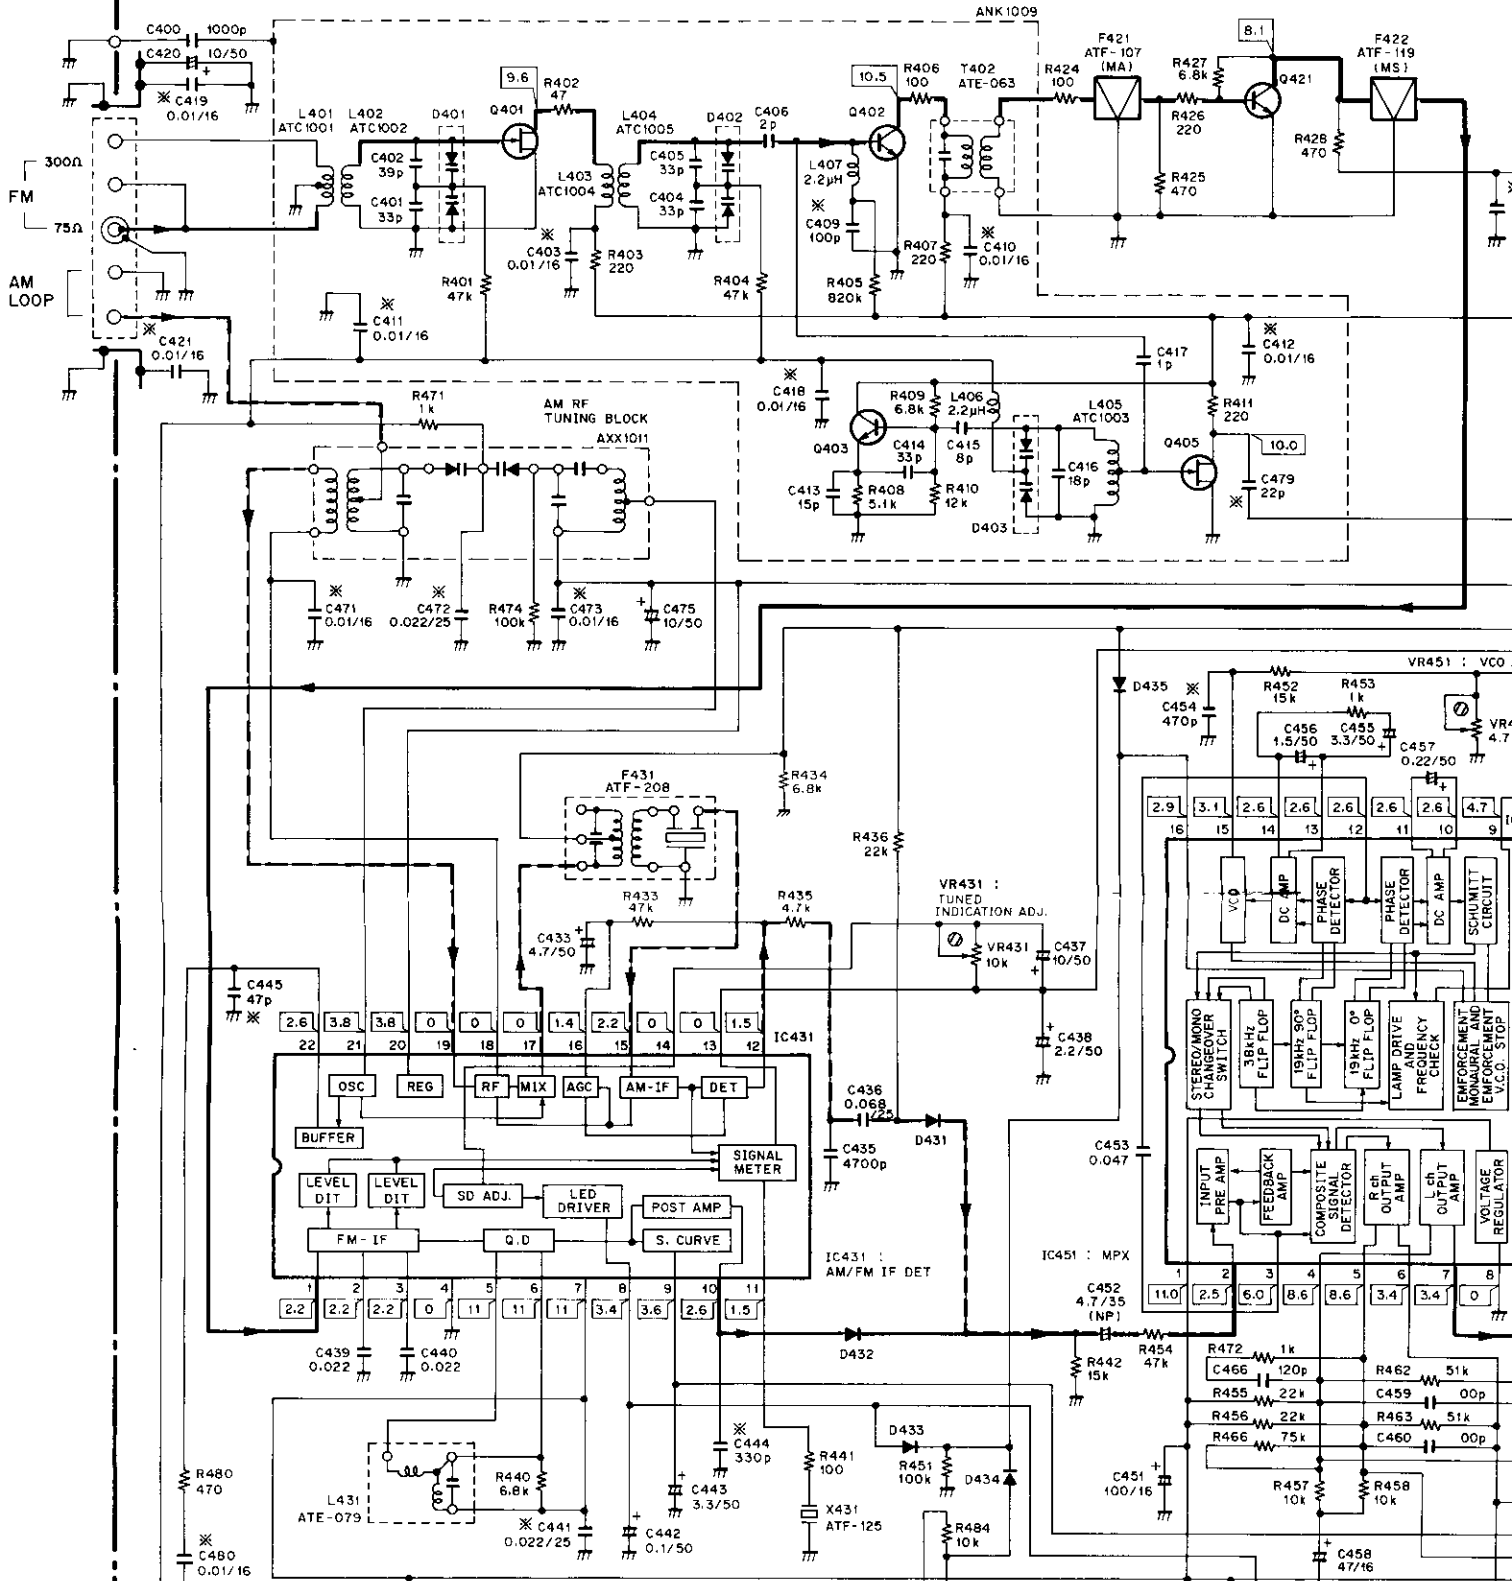 ANK1009
C400 1000p
C420 10/50
+
※ C419
0.01/16
L401
ATC1001
L402
ATC1002
D401
9.6
R402
47
Q401
L404
ATC1005
D402
C406
2p
10.5
R406
100
Q402
T402
ATE-063
R424
100
F421
ATF-107
(MA)
R427
6.8k
8.1
Q421
F422
ATF-119
(MS)
R426
220
R428
470
R425
470
300Ω
FM
75Ω
AM
LOOP
C402
39p
C401
33p
L403
ATC1004
C405
33p
C404
33p
L407
2.2μH
※
C409
100p
※
C403
0.01/16
R403
220
R401
47k
R404
47k
R405
820k
R407
220
※
C410
0.01/16
※
C411
0.01/16
※
C421
0.01/16
※
C412
0.01/16
C417
1p
※
C418
0.01/16
R409
6.8k
L406
2.2μH
L405
ATC1003
R411
220
10.0
Q403
C414
33p
C415
8p
C416
18p
Q405
C479
22p
※
C413
15p
R408
5.1k
R410
12k
D403
R471
1k
AM RF
TUNING BLOCK
AXX1011
※
C471
0.01/16
※
C472
0.022/25
R474
100k
※
C473
0.01/16
+
C475
10/50
D435
VR451 : VCO
※
C454
470p
R452
15k
R453
1k
C456
1.5/50
+
C455
3.3/50
+
C457
0.22/50
+
4.7
F431
ATF-208
R434
6.8k
R436
22k
VR431 :
TUNED
INDICATION ADJ.
VR431
10k
C437
10/50
+
R433
47k
R435
4.7k
C433
4.7/50
+
C438
2.2/50
+
C445
47p
※
2.9 3.1 2.6 2.6 2.6 2.6 2.6 4.7
16 15 14 13 12 11 10 9
VCO
DC AMP
PHASE
DETECTOR
PHASE
DETECTOR
DC AMP
SCHUMITT
CIRCUIT
STEREO/MONO
CHANGEOVER
SWITCH
38kHz
FLIP FLOP
19kHz 90°
FLIP FLOP
19kHz 0°
FLIP FLOP
LAMP DRIVE
AND
FREQUENCY
CHECK
EMFORCEMENT
MONAURAL AND
EMFORCEMENT
V.C.O. STOP
INPUT
PRE AMP
FEEDBACK
AMP
COMPOSITE
SIGNAL
DETECTOR
R ch
OUTPUT
AMP
L ch
OUTPUT
AMP
VOLTAGE
REGULATOR
2.6 3.8 3.8 0 0 0 1.4 2.2 0 0 1.5
22 21 20 19 18 17 16 15 14 13 12
IC431
OSC
REG
RF
MIX
AGC
AM-IF
DET
BUFFER
SIGNAL
METER
LEVEL
DIT
LEVEL
DIT
SD ADJ.
LED
DRIVER
POST AMP
FM-IF
Q.D
S. CURVE
C436
0.068
/25
D431
C435
4700p
C453
0.047
IC431 :
AM/FM IF DET
IC451 : MPX
1 2 3 4 5 6 7 8 9 10 11
2.2 2.2 2.2 0 11 11 11 3.4 3.6 2.6 1.5
1 2 3 4 5 6 7 8
11.0 2.5 6.0 8.6 8.6 3.4 3.4 0
C439
0.022
C440
0.022
D432
C452
4.7/35
(NP)
R454
47k
R442
15k
R472 1k
C466 120p
R455 22k
R456 22k
R466 75k
R462 51k
C459 00p
R463 51k
C460 00p
R457
10k
R458
10k
R480
470
※
C480
0.01/16
L431
ATE-079
R440
6.8k
※ C441
0.022/25
+
C442
0.1/50
+
C443
3.3/50
※
C444
330p
R441
100
X431
ATF-125
D433
R451
100k
D434
R484
10k
C451
100/16
+
+
C458
47/16